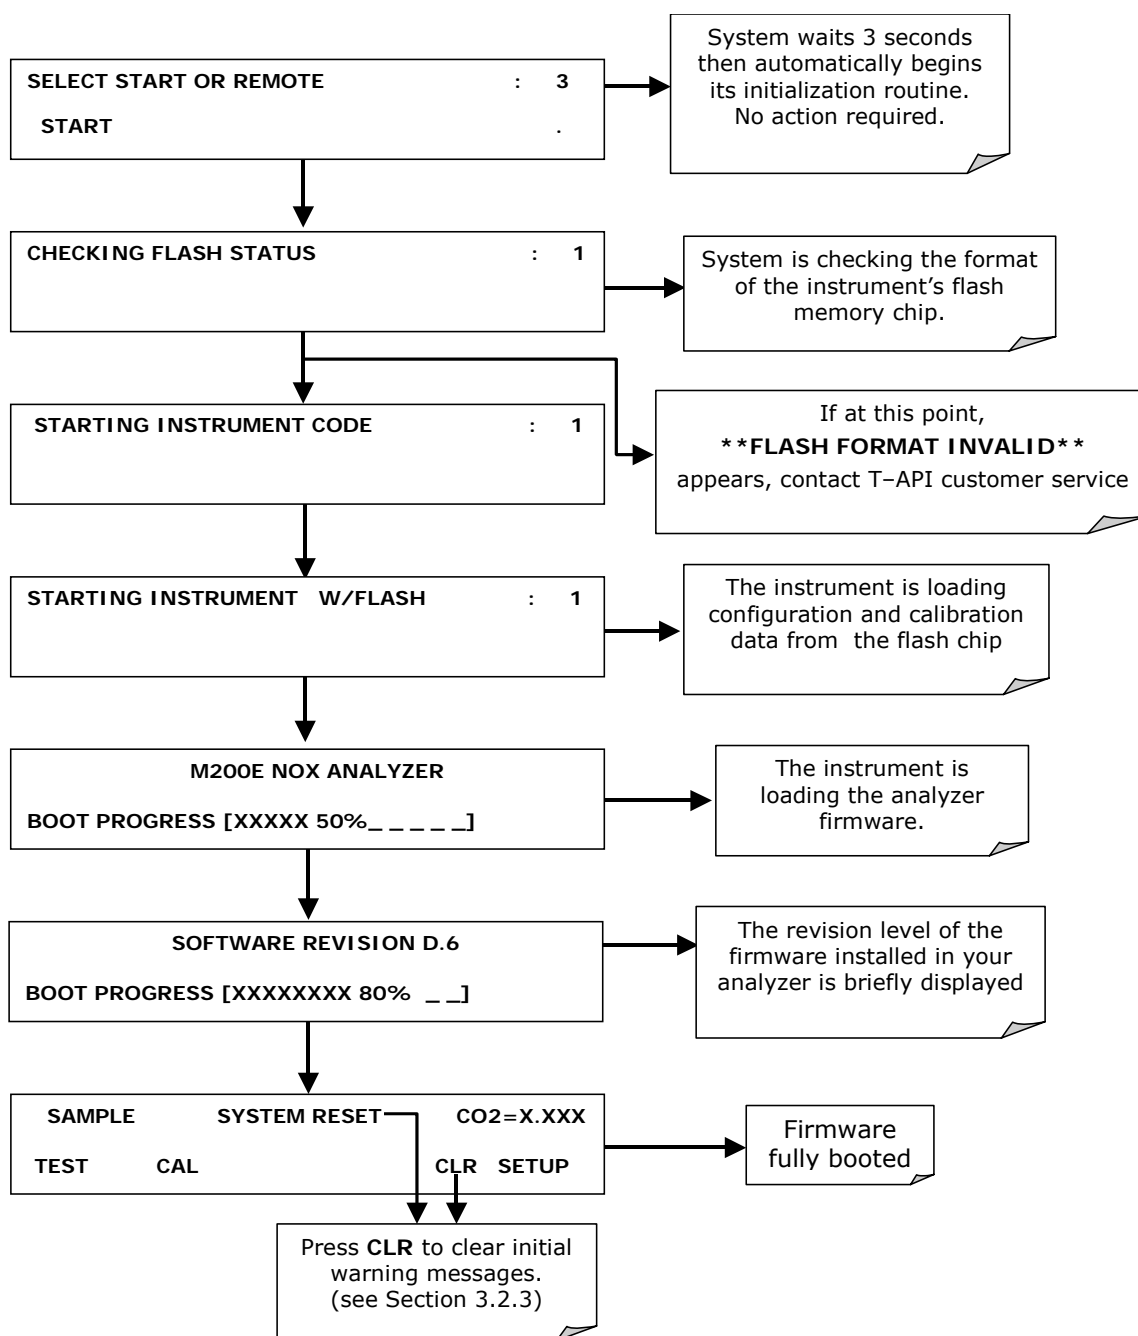 SELECT START OR REMOTE : 3
START .
System waits 3 seconds
then automatically begins
its initialization routine.
No action required.
CHECKING FLASH STATUS : 1
System is checking the format
of the instrument’s flash
memory chip.
STARTING INSTRUMENT CODE : 1
If at this point,
**FLASH FORMAT INVALID**
appears, contact T–API customer service
STARTING INSTRUMENT W/FLASH : 1
The instrument is loading
configuration and calibration
data from the flash chip
M200E NOX ANALYZER
BOOT PROGRESS [XXXXX 50%_ _ _ _ _]
The instrument is
loading the analyzer
firmware.
SOFTWARE REVISION D.6
BOOT PROGRESS [XXXXXXXX 80% _ _]
The revision level of the
firmware installed in your
analyzer is briefly displayed
SAMPLE SYSTEM RESET CO2=X.XXX
TEST CAL CLR SETUP
Firmware
fully booted
Press CLR to clear initial
warning messages.
(see Section 3.2.3)